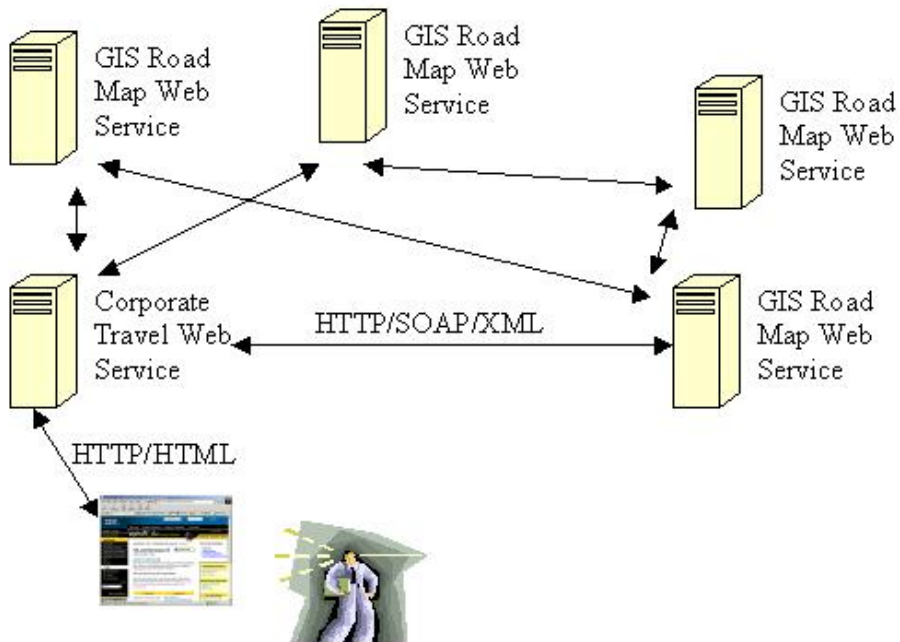 GIS Road
Map Web
Service
GIS Road
Map Web
Service
GIS Road
Map Web
Service
Corporate
Travel Web
Service
HTTP/SOAP/XML
GIS Road
Map Web
Service
HTTP/HTML